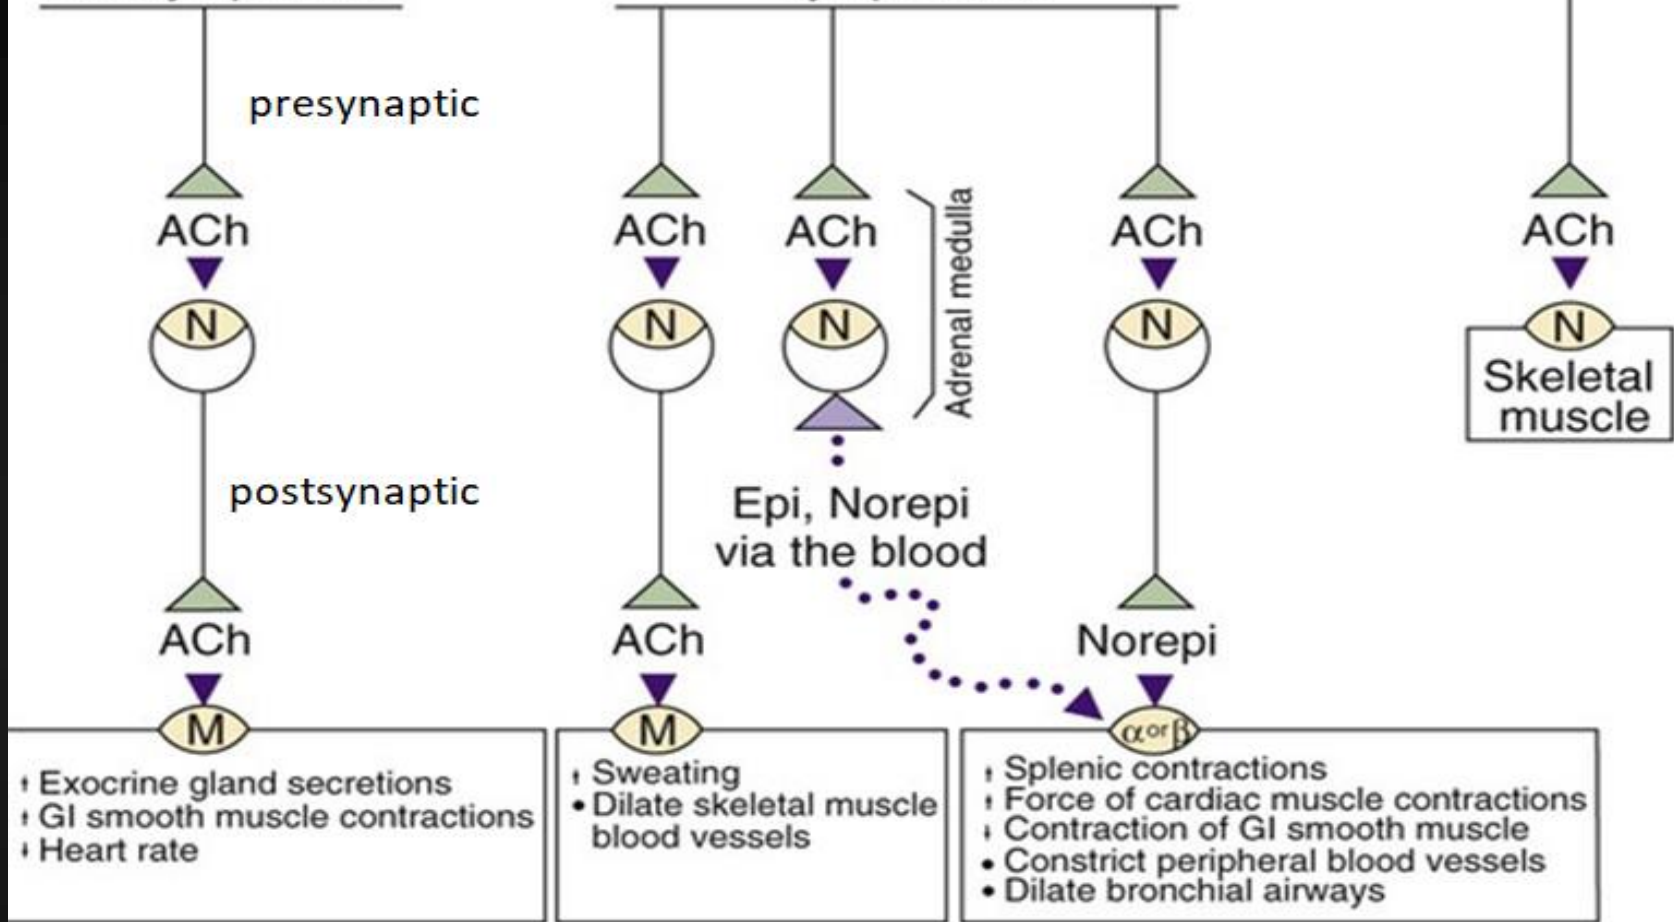 presynaptic
ACh
ACh
ACh
ACh
ACh
N
N
N
N
N
Adrenal medulla
Skeletal
muscle
postsynaptic
Epi, Norepi
via the blood
ACh
ACh
Norepi
M
M
α or β
↑ Exocrine gland secretions
↑ GI smooth muscle contractions
↓ Heart rate
↑ Sweating
• Dilate skeletal muscle
blood vessels
↑ Splenic contractions
↑ Force of cardiac muscle contractions
↓ Contraction of GI smooth muscle
• Constrict peripheral blood vessels
• Dilate bronchial airways